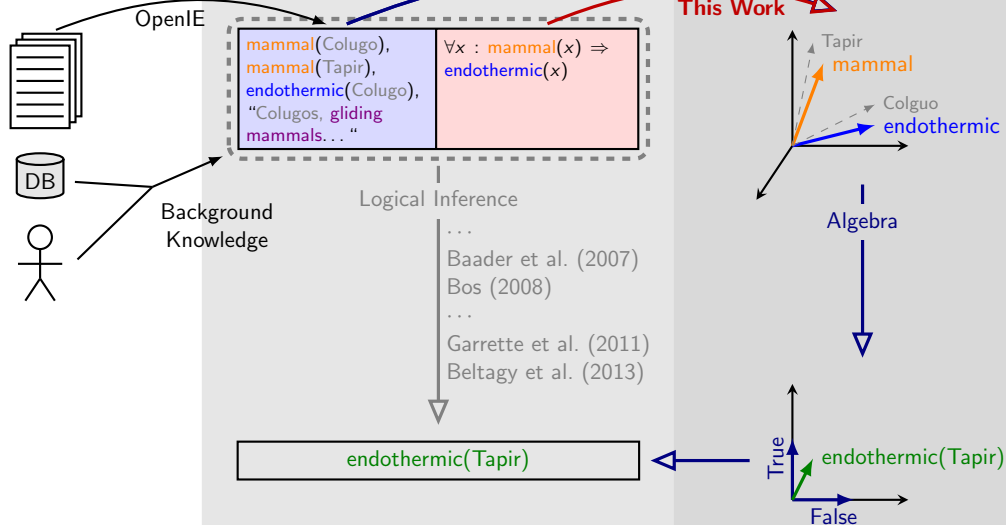 This Work
OpenIE
mammal(Colugo),
mammal(Tapir),
endothermic(Colugo),
“Colugos, gliding
mammals. . . “
∀x : mammal(x) ⇒
endothermic(x)
Tapir
mammal
Colguo
endothermic
DB
Background
Knowledge
Logical Inference
. . .
Baader et al. (2007)
Bos (2008)
. . .
Garrette et al. (2011)
Beltagy et al. (2013)
Algebra
endothermic(Tapir)
True
endothermic(Tapir)
False